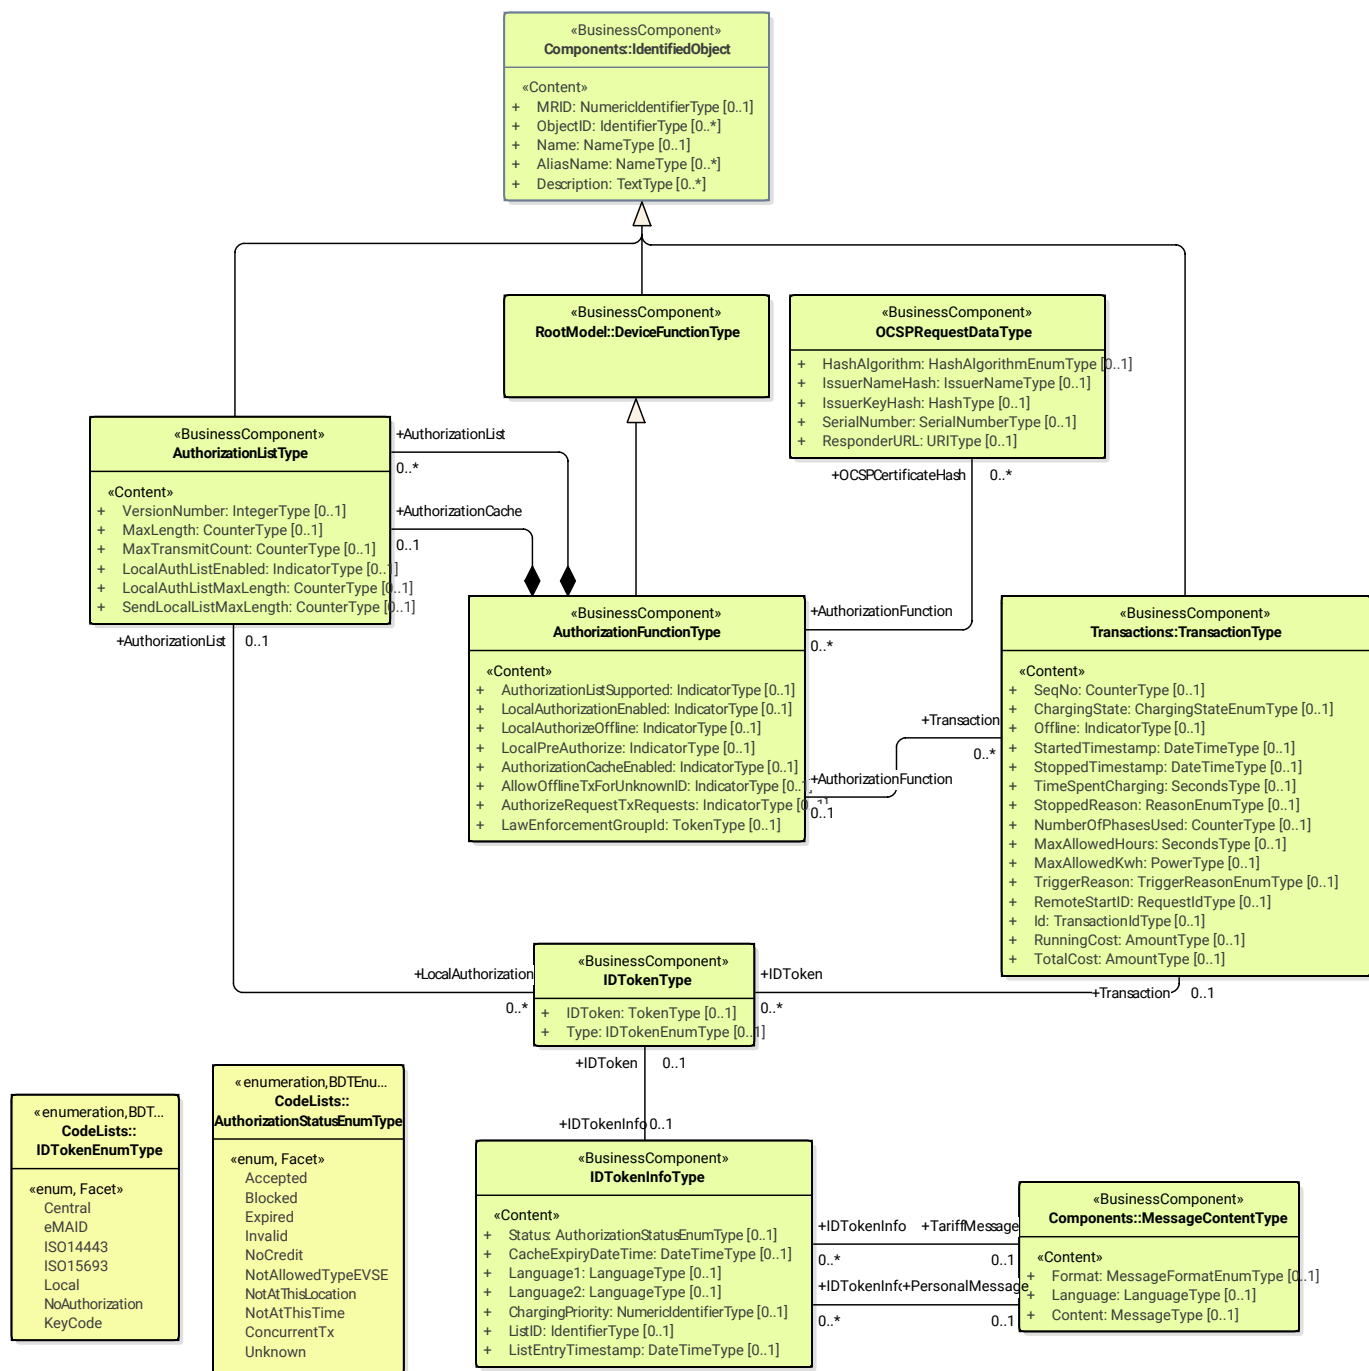 «BusinessComponent»
Components::IdentifiedObject
«Content»
+ MRID: NumericIdentifierType [0..1]
+ ObjectID: IdentifierType [0..*]
+ Name: NameType [0..1]
+ AliasName: NameType [0..*]
+ Description: TextType [0..*]
«BusinessComponent»
RootModel::DeviceFunctionType
«BusinessComponent»
OCSPRequestDataType
+ HashAlgorithm: HashAlgorithmEnumType [0..1]
+ IssuerNameHash: IssuerNameType [0..1]
+ IssuerKeyHash: HashType [0..1]
+ SerialNumber: SerialNumberType [0..1]
+ ResponderURL: URIType [0..1]
«BusinessComponent»
AuthorizationListType
«Content»
+ VersionNumber: IntegerType [0..1]
+ MaxLength: CounterType [0..1]
+ MaxTransmitCount: CounterType [0..1]
+ LocalAuthListEnabled: IndicatorType [0..1]
+ LocalAuthListMaxLength: CounterType [0..1]
+ SendLocalListMaxLength: CounterType [0..1]
+AuthorizationList
0..*
+AuthorizationCache
0..1
+OCSPCertificateHash
0..*
+AuthorizationList
0..1
«BusinessComponent»
AuthorizationFunctionType
«Content»
+ AuthorizationListSupported: IndicatorType [0..1]
+ LocalAuthorizationEnabled: IndicatorType [0..1]
+ LocalAuthorizeOffline: IndicatorType [0..1]
+ LocalPreAuthorize: IndicatorType [0..1]
+ AuthorizationCacheEnabled: IndicatorType [0..1]
+ AllowOfflineTxForUnknownID: IndicatorType [0..1]
+ AuthorizeRequestTxRequests: IndicatorType [0..1]
+ LawEnforcementGroupId: TokenType [0..1]
+AuthorizationFunction
0..*
+Transaction
0..*
+AuthorizationFunction
0..1
«BusinessComponent»
Transactions::TransactionType
«Content»
+ SeqNo: CounterType [0..1]
+ ChargingState: ChargingStateEnumType [0..1]
+ Offline: IndicatorType [0..1]
+ StartedTimestamp: DateTimeType [0..1]
+ StoppedTimestamp: DateTimeType [0..1]
+ TimeSpentCharging: SecondsType [0..1]
+ StoppedReason: ReasonEnumType [0..1]
+ NumberOfPhasesUsed: CounterType [0..1]
+ MaxAllowedHours: SecondsType [0..1]
+ MaxAllowedKwh: PowerType [0..1]
+ TriggerReason: TriggerReasonEnumType [0..1]
+ RemoteStartID: RequestIdType [0..1]
+ Id: TransactionIdType [0..1]
+ RunningCost: AmountType [0..1]
+ TotalCost: AmountType [0..1]
+LocalAuthorization
0..*
«BusinessComponent»
IDTokenType
+ IDToken: TokenType [0..1]
+ Type: IDTokenEnumType [0..1]
+IDToken
0..*
+Transaction
0..1
+IDToken
0..1
+IDTokenInfo
0..1
«enumeration,BDT...
CodeLists::
IDTokenEnumType
«enum, Facet»
Central
eMAID
ISO14443
ISO15693
Local
NoAuthorization
KeyCode
«enumeration,BDTEnu...
CodeLists::
AuthorizationStatusEnumType
«enum, Facet»
Accepted
Blocked
Expired
Invalid
NoCredit
NotAllowedTypeEVSE
NotAtThisLocation
NotAtThisTime
ConcurrentTx
Unknown
«BusinessComponent»
IDTokenInfoType
«Content»
+ Status: AuthorizationStatusEnumType [0..1]
+ CacheExpiryDateTime: DateTimeType [0..1]
+ Language1: LanguageType [0..1]
+ Language2: LanguageType [0..1]
+ ChargingPriority: NumericIdentifierType [0..1]
+ ListID: IdentifierType [0..1]
+ ListEntryTimestamp: DateTimeType [0..1]
+IDTokenInfo +TariffMessage
0..* 0..1
+IDTokenInf +PersonalMessage
0..* 0..1
«BusinessComponent»
Components::MessageContentType
«Content»
+ Format: MessageFormatEnumType [0..1]
+ Language: LanguageType [0..1]
+ Content: MessageType [0..1]